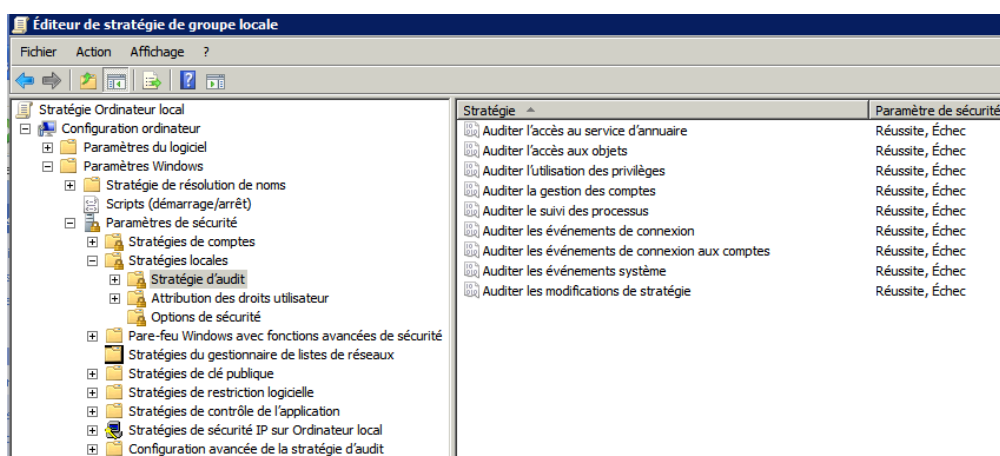 Éditeur de stratégie de groupe locale
Fichier Action Affichage ?
Stratégie Ordinateur local
Configuration ordinateur
Paramètres du logiciel
Paramètres Windows
Stratégie de résolution de noms
Scripts (démarrage/arrêt)
Paramètres de sécurité
Stratégies de comptes
Stratégies locales
Stratégie d'audit
Attribution des droits utilisateur
Options de sécurité
Pare-feu Windows avec fonctions avancées de sécurité
Stratégies du gestionnaire de listes de réseaux
Stratégies de clé publique
Stratégies de restriction logicielle
Stratégies de contrôle de l'application
Stratégies de sécurité IP sur Ordinateur local
Configuration avancée de la stratégie d'audit
Stratégie Paramètre de sécurité
Auditer l'accès au service d'annuaire Réussite, Échec
Auditer l'accès aux objets Réussite, Échec
Auditer l'utilisation des privilèges Réussite, Échec
Auditer la gestion des comptes Réussite, Échec
Auditer le suivi des processus Réussite, Échec
Auditer les événements de connexion Réussite, Échec
Auditer les événements de connexion aux comptes Réussite, Échec
Auditer les événements système Réussite, Échec
Auditer les modifications de stratégie Réussite, Échec